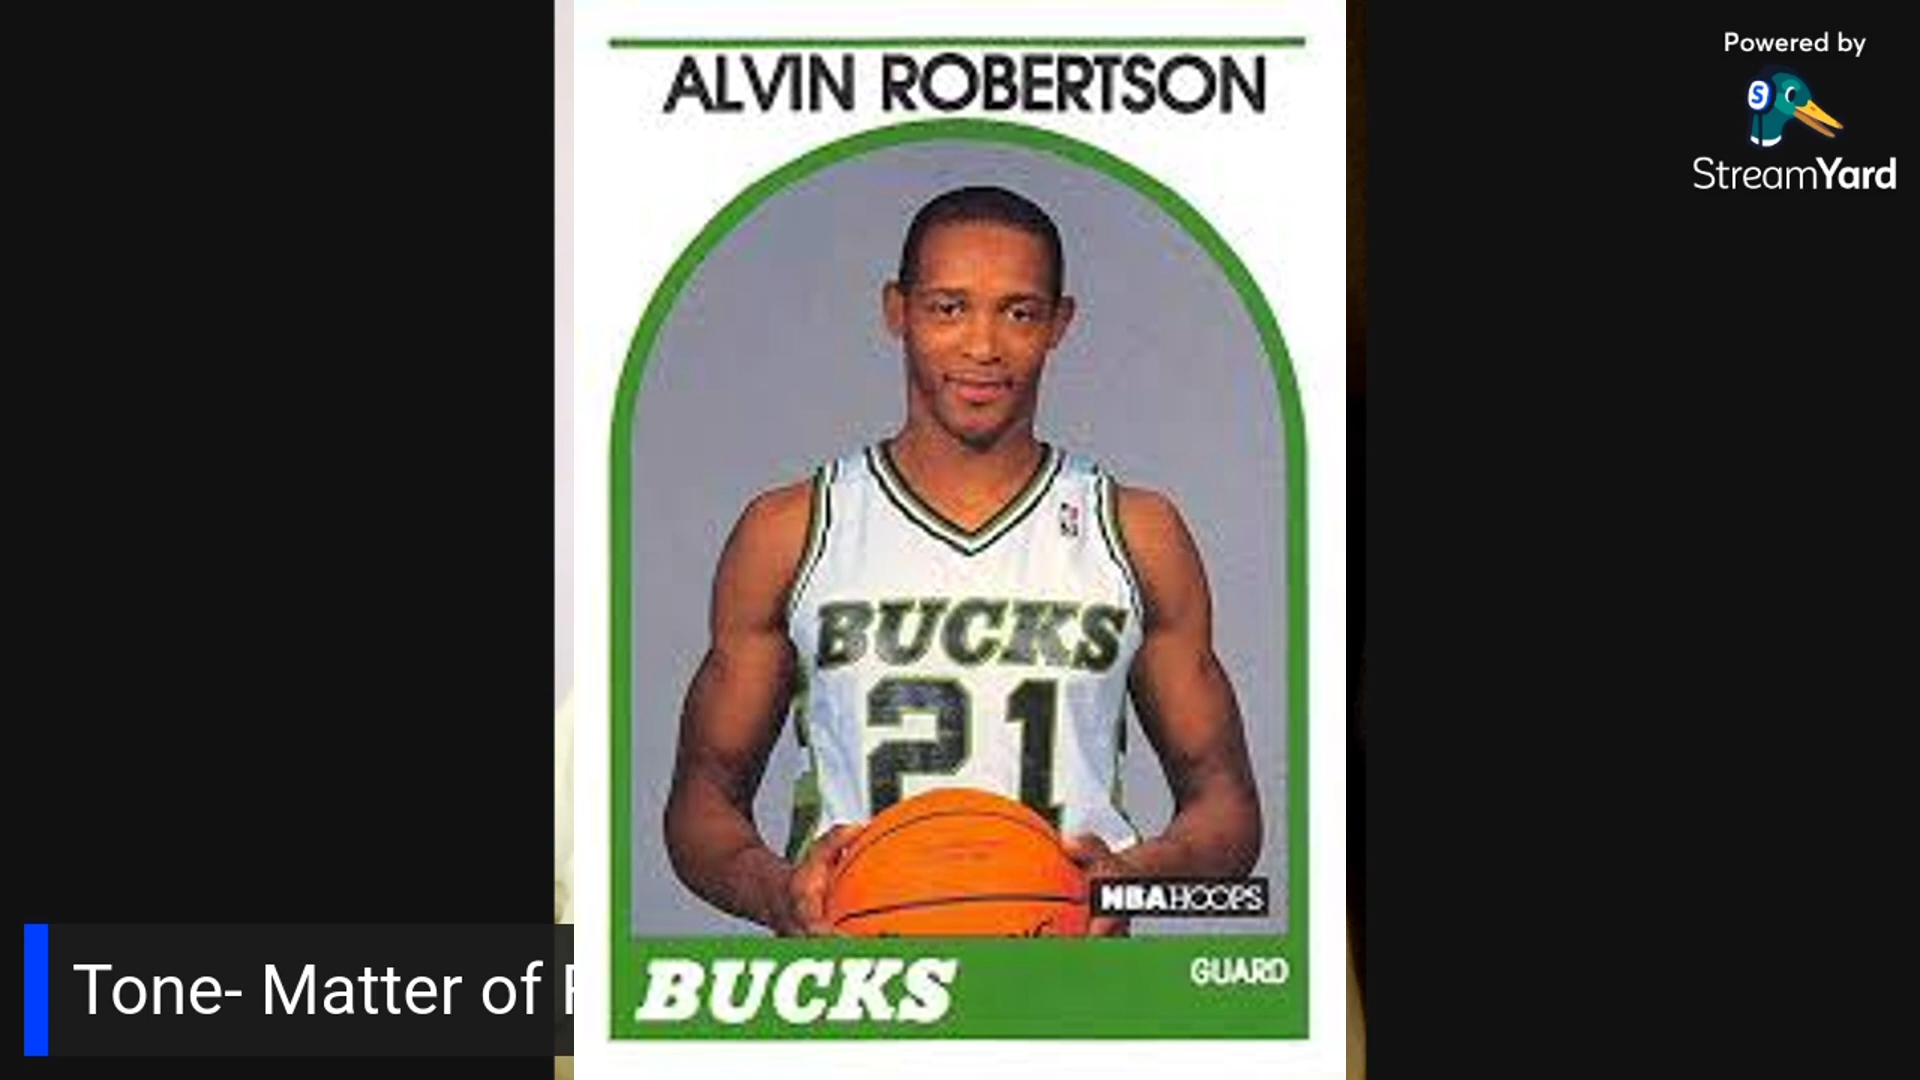 Powered by
S
StreamYard
ALVIN ROBERTSON
BUCKS
21
NBA HOOPS
BUCKS
GUARD
Tone- Matter of